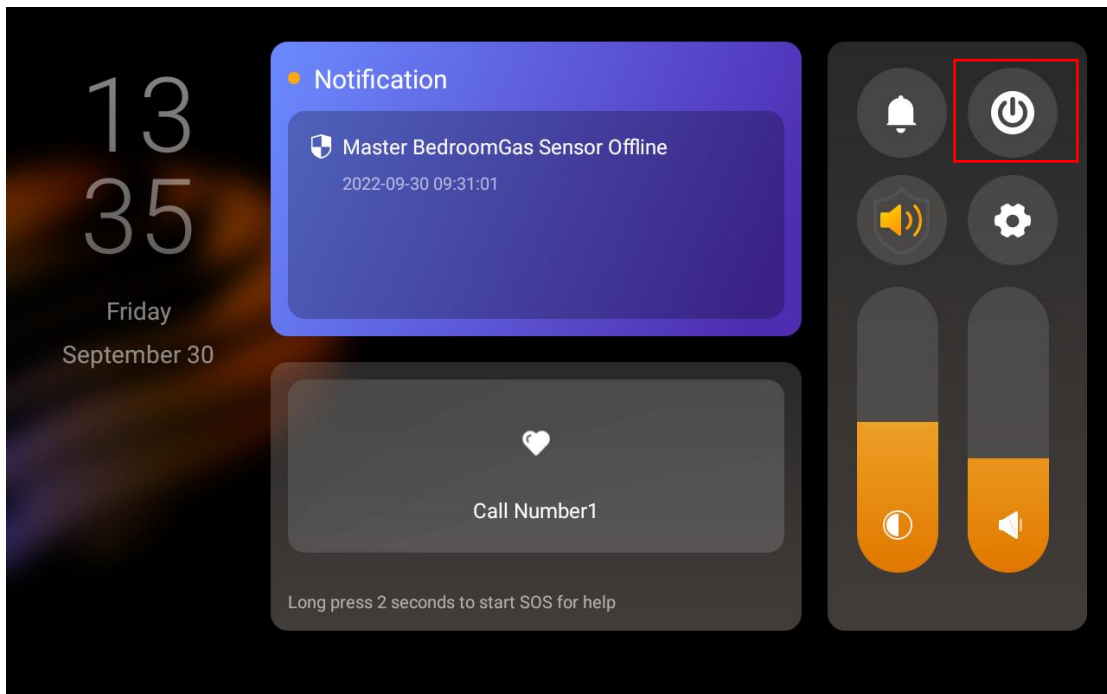 13
35
Friday
September 30
Notification
Master BedroomGas Sensor Offline
2022-09-30 09:31:01
Call Number1
Long press 2 seconds to start SOS for help